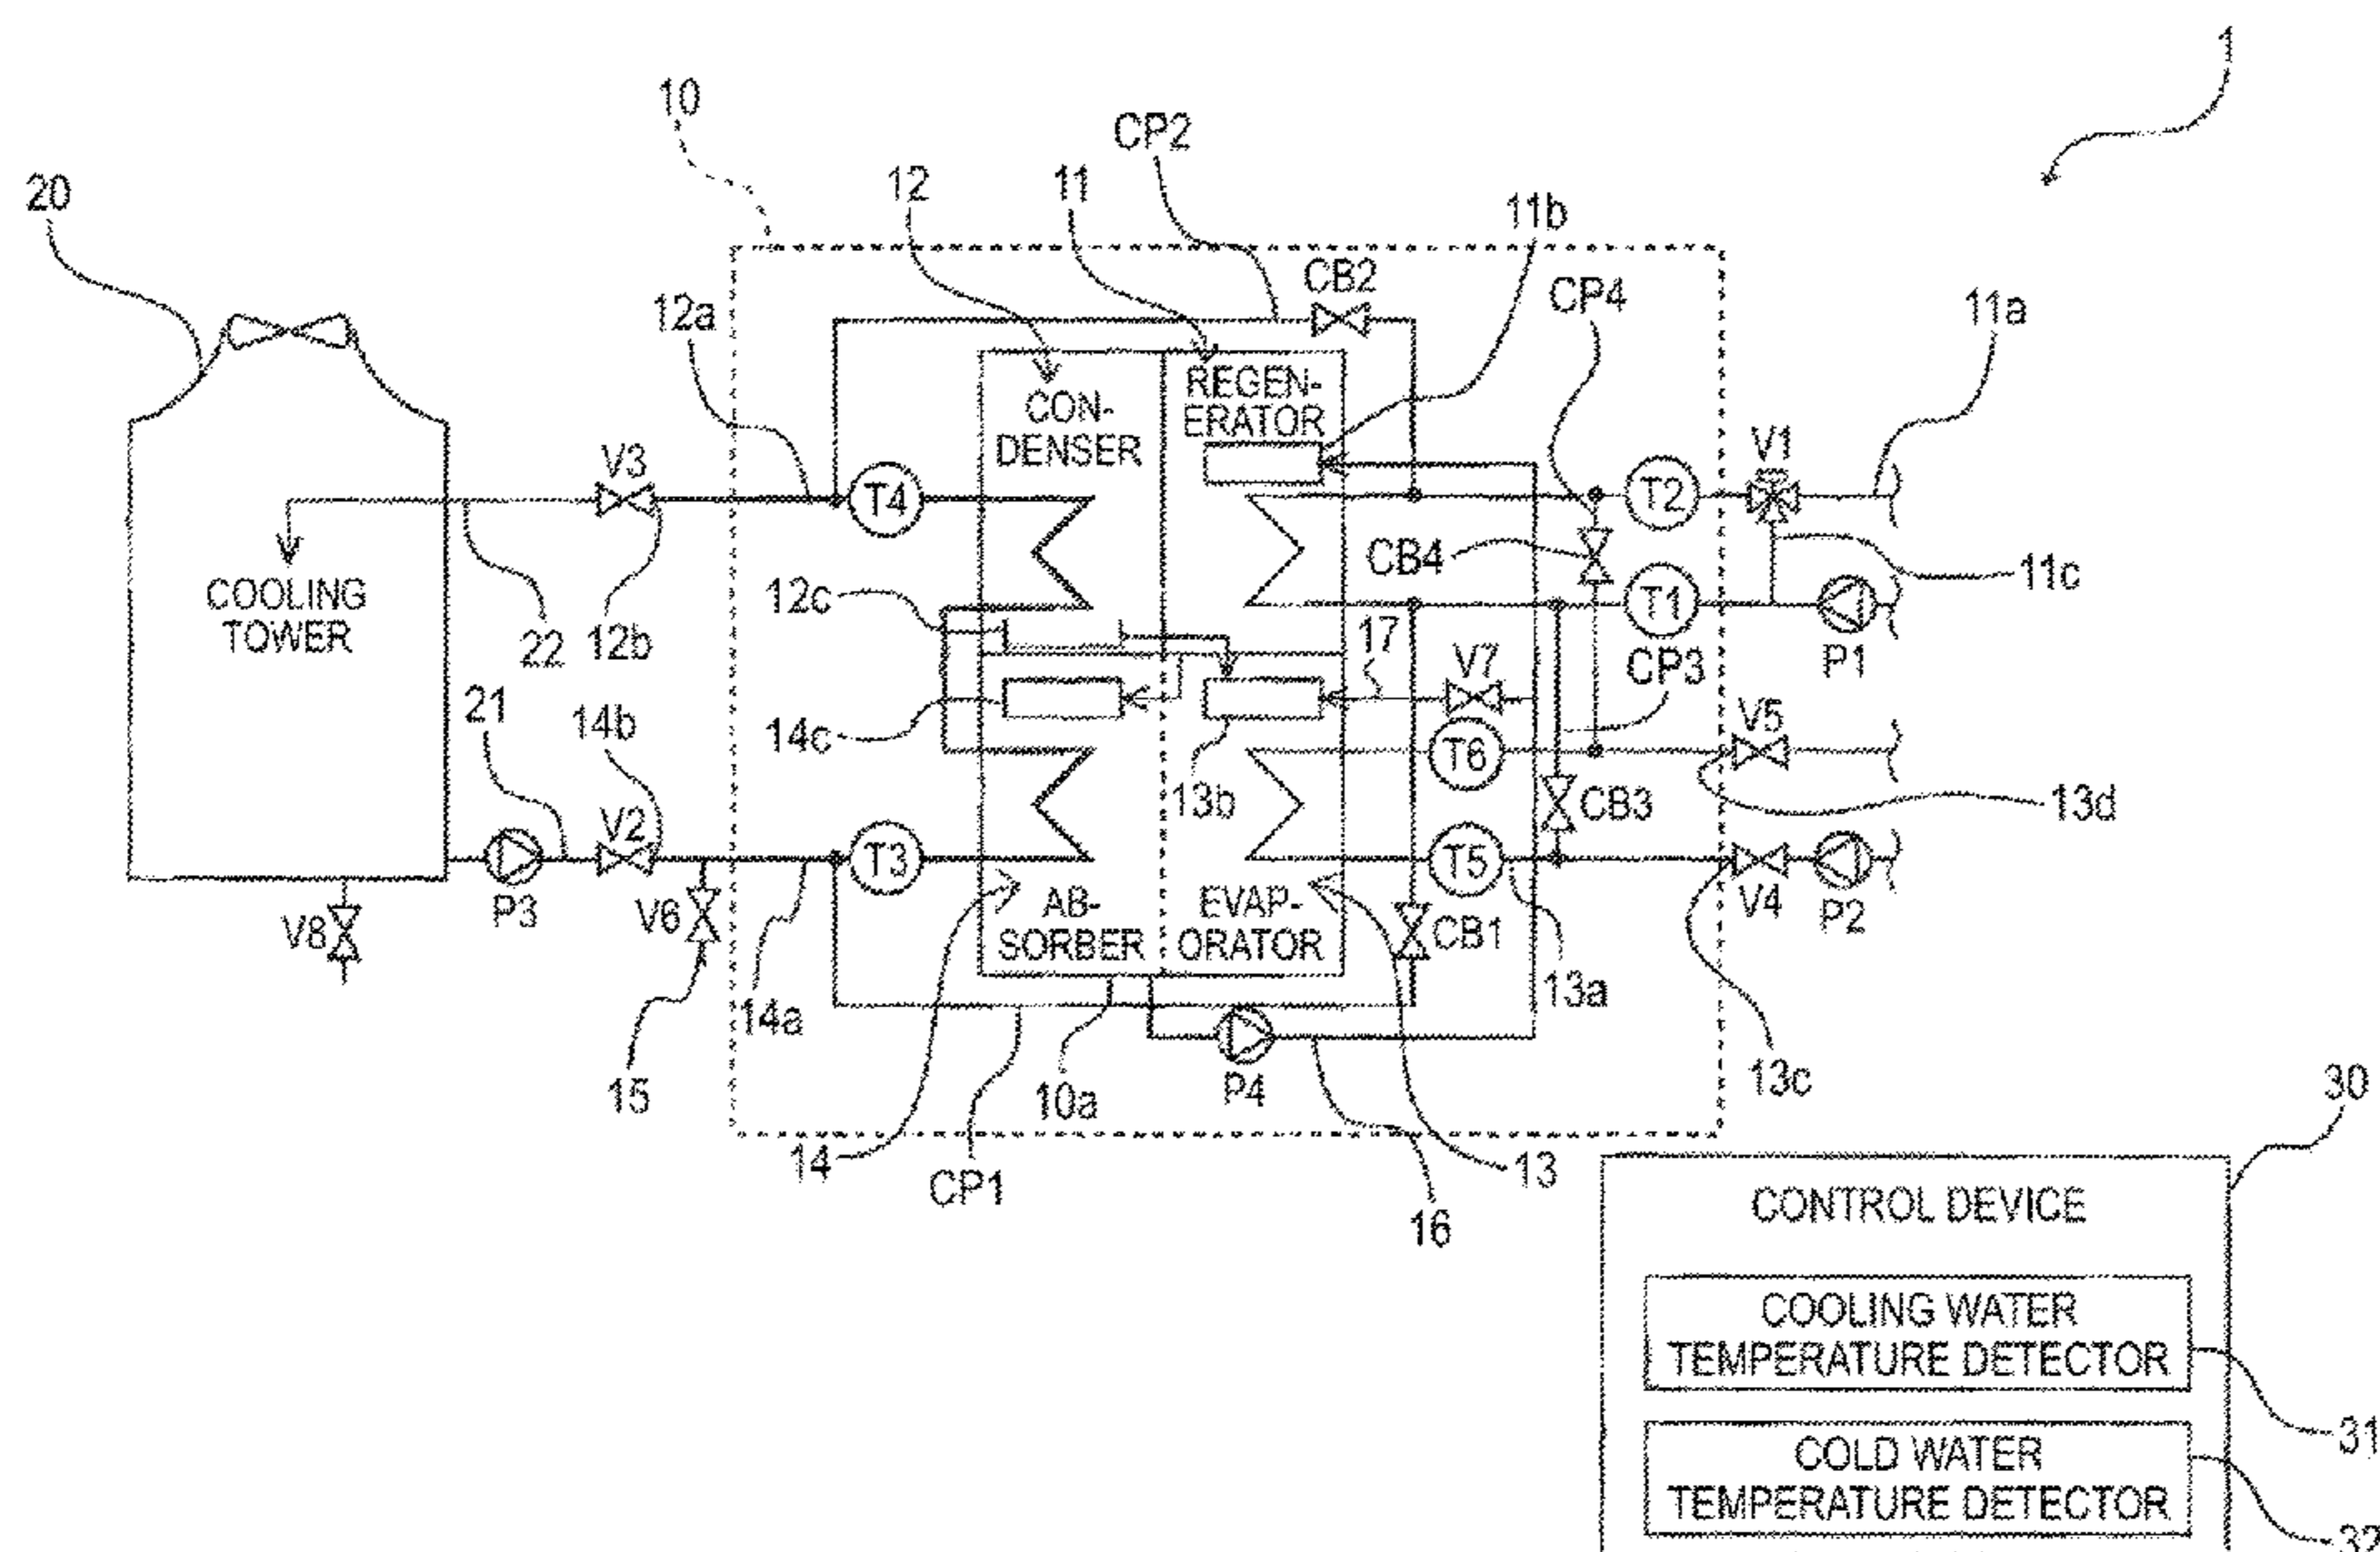 1
10
CP2
20
12
11
11b
CB2
CP4
12a
11a
REGEN-
ERATOR
CON-
DENSER
V3
V1
T4
T2
CB4
11c
COOLING
TOWER
12c
T1
22
12b
17
V7
CP3
P1
21
14b
14c
V5
T6
13b
CB3
13d
V2
T3
T5
P3
V6
V8
AB-
SORBER
EVAP-
ORATOR
CB1
V4
P2
14a
13a
15
10a
P4
13c
30
14
CP1
13
16
CONTROL DEVICE
COOLING WATER
TEMPERATURE DETECTOR
31
COLD WATER
TEMPERATURE DETECTOR
32